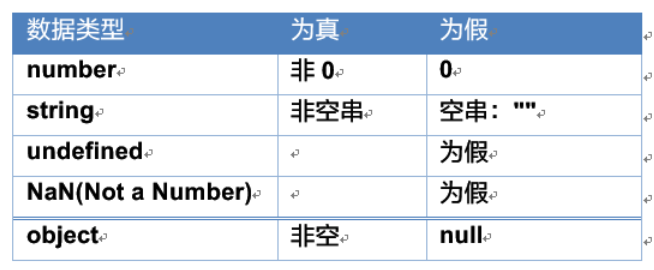 数据类型 为真 为假
number 非 0 0
string 非空串 空串：""
undefined 为假
NaN(Not a Number) 为假
object 非空 null